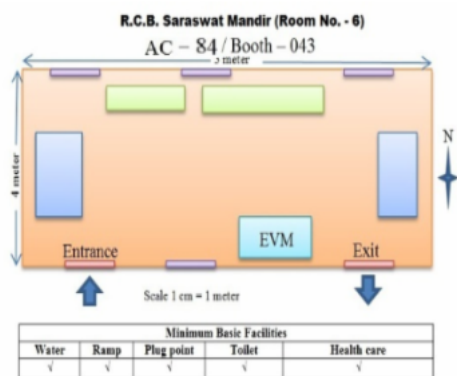 R.C.B. Saraswat Mandir (Room No. - 6)
AC – 84 / Booth – 043
meter
4 meter
N
Entrance
EVM
Exit
Scale 1 cm = 1 meter
Minimum Basic Facilities
Water Ramp Plug point Toilet Health care
√ √ √ √ √